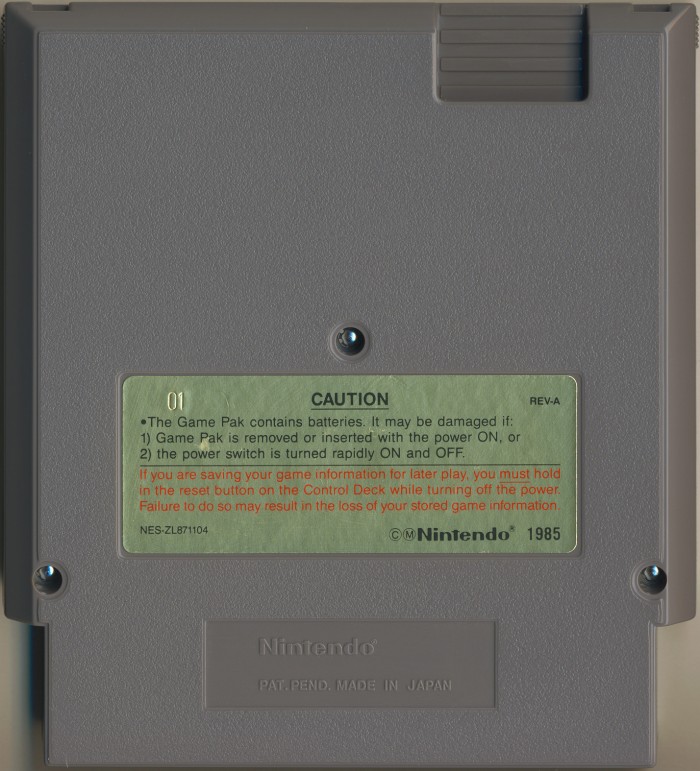 01 CAUTION REV-A
•The Game Pak contains batteries. It may be damaged if:
1) Game Pak is removed or inserted with the power ON, or
2) the power switch is turned rapidly ON and OFF.
If you are saving your game information for later play, you must hold
in the reset button on the Control Deck while turning off the power.
Failure to do so may result in the loss of your stored game information.
NES-ZL871104 ©Ⓜ Nintendo® 1985
Nintendo®
PAT. PEND. MADE IN JAPAN